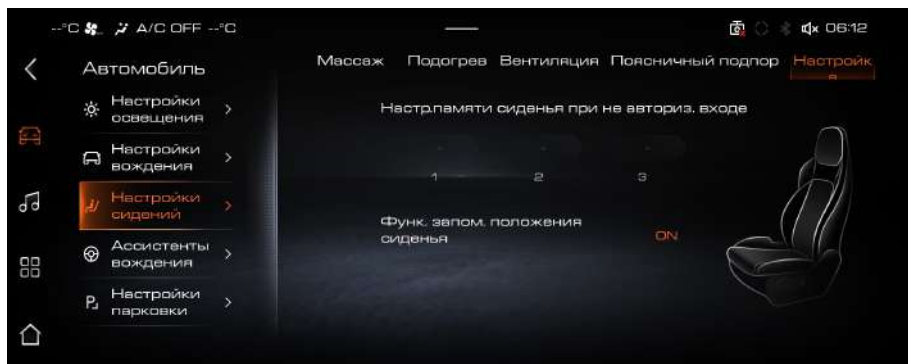 --°C A/C OFF --°C
06:12
Автомобиль
Массаж Подогрев Вентиляция Поясничный подпор Настройк
а
Настройки
освещения
Настр.памяти сиденья при не авториз. входе
Настройки
вождения
1 2 3
Настройки
сидений
Функ. запом. положения
сиденья
ON
Ассистенты
вождения
Настройки
парковки